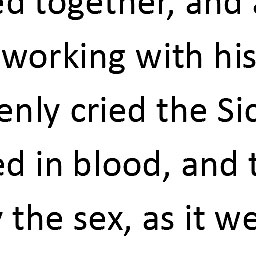 ed together, and a
working with his
enly cried the Sic
ed in blood, and t
y the sex, as it we